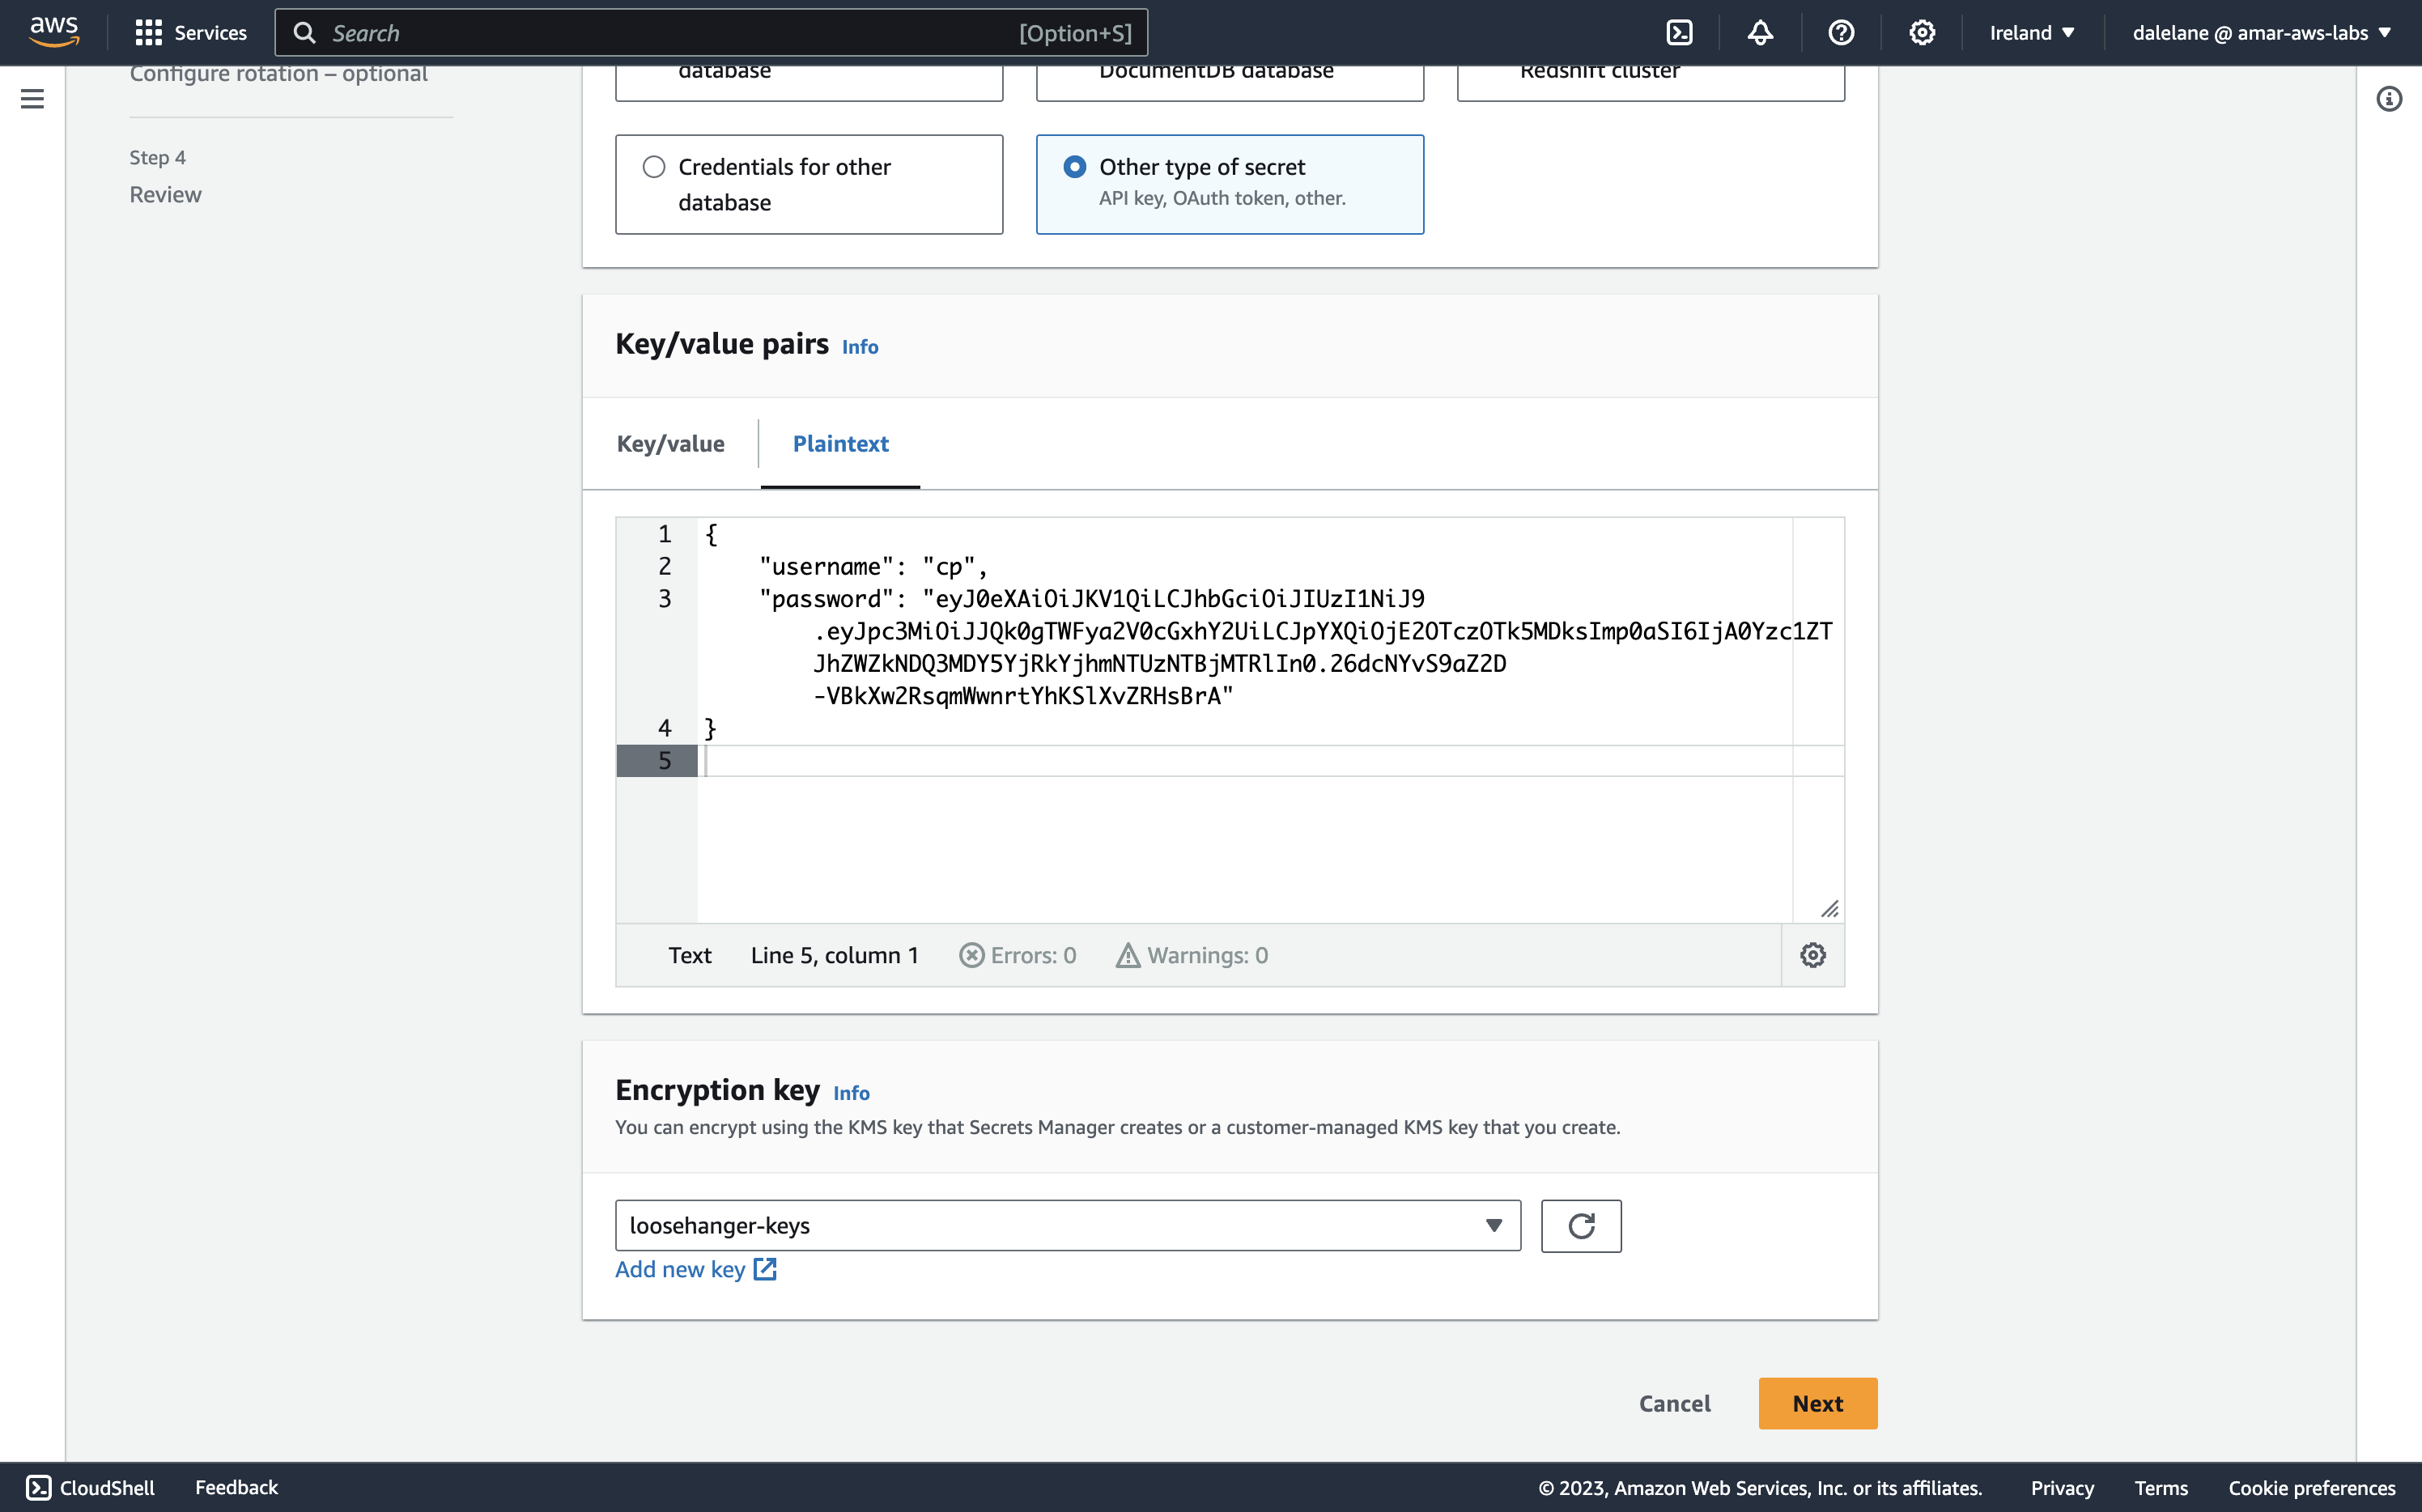 aws
Services
Search
[Option+S]
Ireland
dalelane @ amar-aws-labs
Configure rotation – optional
Step 4
Review
database
DocumentDB database
Redshift cluster
Credentials for other
database
Other type of secret
API key, OAuth token, other.
Key/value pairs Info
Key/value
Plaintext
1 {
2 "username": "cp",
3 "password": "eyJ0eXAiOiJKV1QiLCJhbGciOiJIUzI1NiJ9
.eyJpc3MiOiJJQk0gTWFya2V0cGxhY2UiLCJpYXQiOjE2OTczOTk5MDksImp0aSI6IjA0Yzc1ZT
JhZWZkNDQ3MDY5YjRkYjhmNTUzNTBjMTRlIn0.26dcNYvS9aZ2D
-VBkXw2RsqmWwnrtYhKSlXvZRHsBrA"
4 }
5
Text Line 5, column 1 Errors: 0 Warnings: 0
Encryption key Info
You can encrypt using the KMS key that Secrets Manager creates or a customer-managed KMS key that you create.
loosehanger-keys
Add new key
Cancel
Next
CloudShell
Feedback
© 2023, Amazon Web Services, Inc. or its affiliates.
Privacy
Terms
Cookie preferences